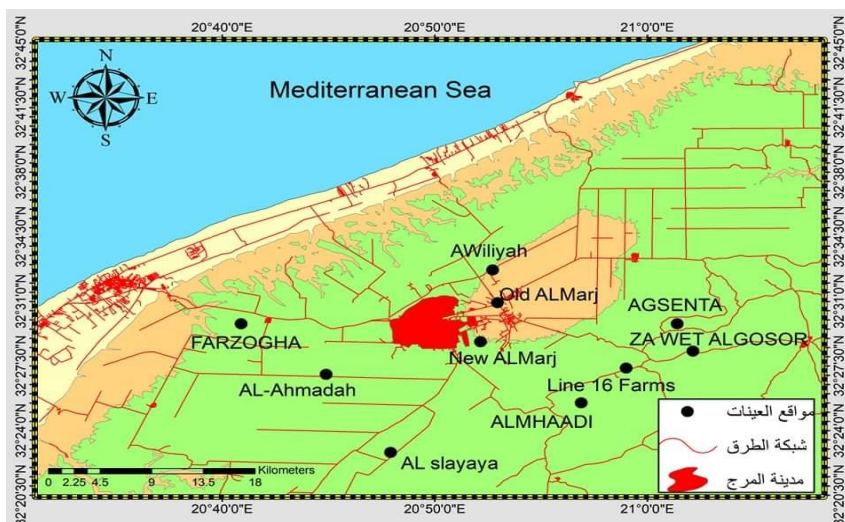 20°40'0"E 20°50'0"E 21°0'0"E
32°45'0"N 32°41'30"N 32°38'0"N 32°34'30"N 32°31'0"N 32°27'30"N 32°24'0"N 32°20'30"N
32°45'0"N 32°41'30"N 32°38'0"N 32°34'30"N 32°31'0"N 32°27'30"N 32°24'0"N 32°20'30"N
N
W E
S
Mediterranean Sea
AWiliyah
Old ALMarj
AGSENTA
FARZOGHA
ZA WET ALGOSOR
New ALMarj
AL-Ahmadah
Line 16 Farms
ALMHAADI
AL slayaya
مواقع العينات
شبكة الطرق
مدينة المرج
Kilometers
0 2.25 4.5 9 13.5 18
20°40'0"E 20°50'0"E 21°0'0"E